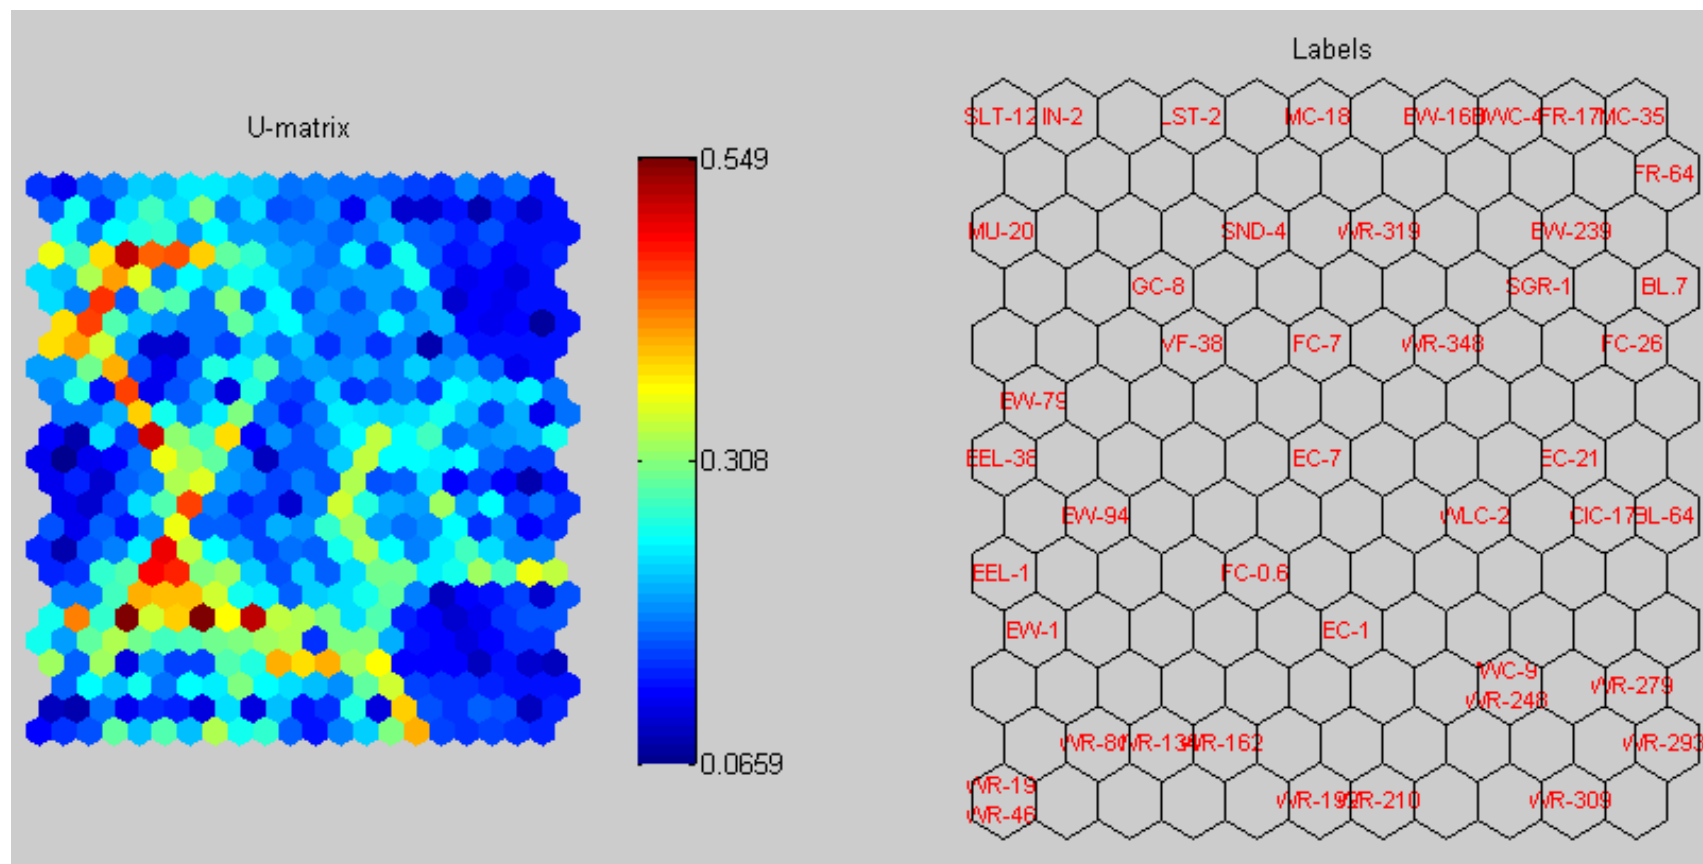 U-matrix
0.549
0.308
0.0659
Labels
SLT-12 IN-2 LST-2 MC-18 EW-168 WC-4 FR-17 MC-35
FR-64
MU-20 SND-4 WR-319 EW-239
GC-8 SGR-1 BL.7
VF-38 FC-7 WR-348 FC-26
EW-79
EEL-38 EC-7 EC-21
EW-94 WLC-2 CIC-17 BL-64
EEL-1 FC-0.6
EW-1 EC-1
WC-9
WR-248 WR-279
WR-162 WR-293
WR-19 WR-210 WR-309
WR-46